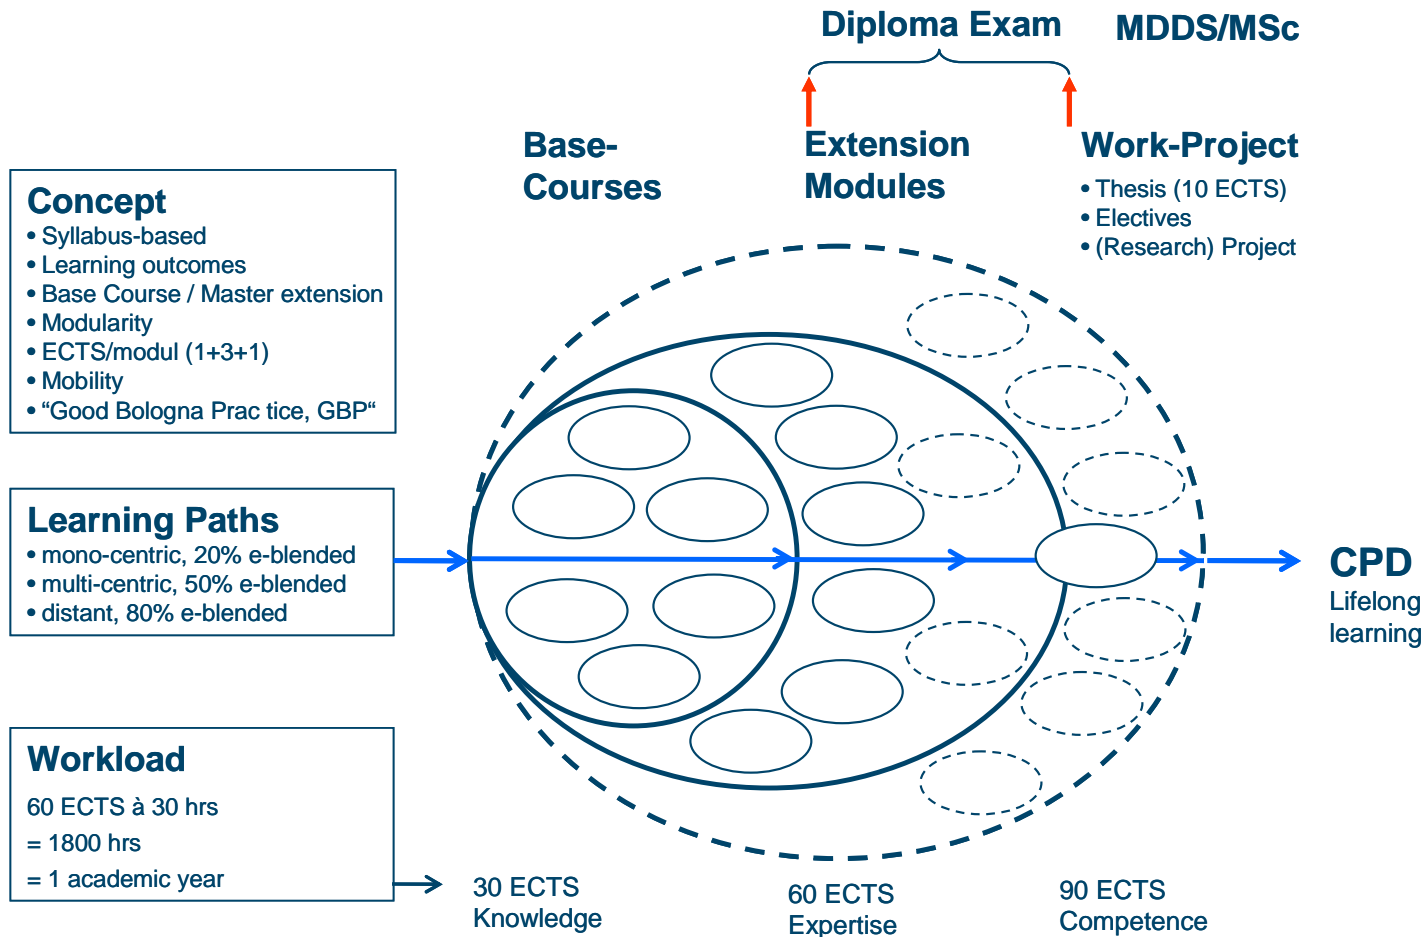 Diploma Exam
MDDS/MSc
Base-
Courses
Extension
Modules
Work-Project
• Thesis (10 ECTS)
• Electives
• (Research) Project
Concept
• Syllabus-based
• Learning outcomes
• Base Course / Master extension
• Modularity
• ECTS/modul (1+3+1)
• Mobility
• “Good Bologna Prac tice, GBP“
Learning Paths
• mono-centric, 20% e-blended
• multi-centric, 50% e-blended
• distant, 80% e-blended
CPD
Lifelong
learning
Workload
60 ECTS à 30 hrs
= 1800 hrs
= 1 academic year
30 ECTS
Knowledge
60 ECTS
Expertise
90 ECTS
Competence